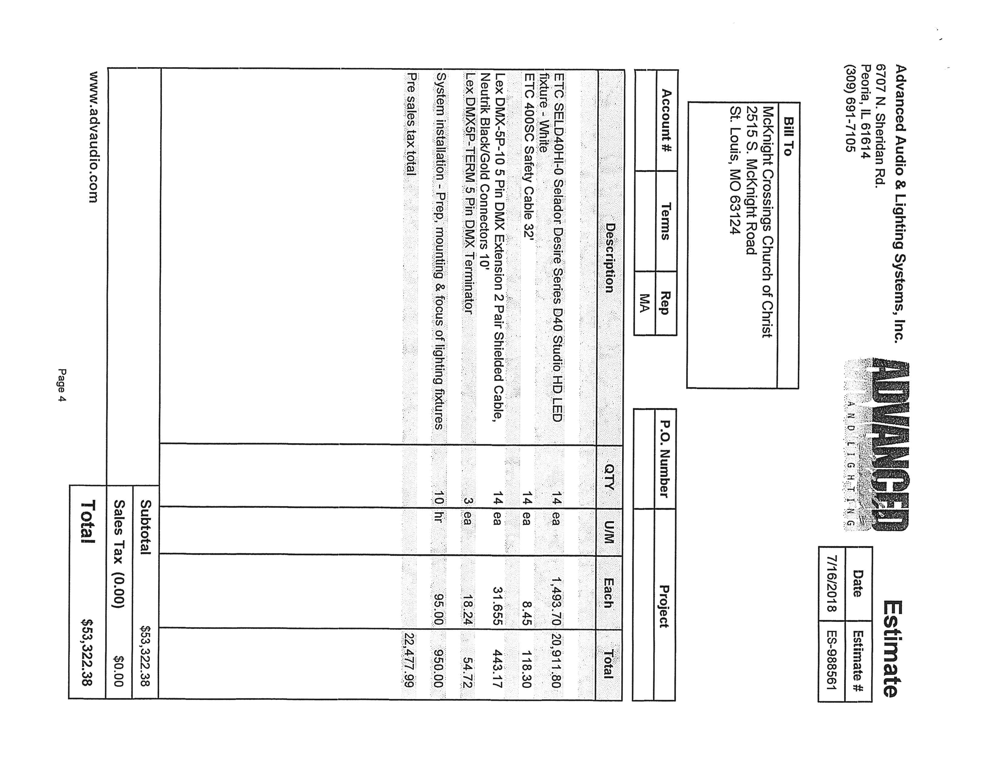 Advanced Audio & Lighting Systems, Inc.
6707 N. Sheridan Rd.
Peoria, IL 61614
(309) 691-7105
ADVANCED
AND LIGHTING
Estimate
Date Estimate #
7/16/2018 ES-988561
Bill To
McKnight Crossings Church of Christ
2515 S. McKnight Road
St. Louis, MO 63124
Account # Terms Rep P.O. Number Project
MA
Description QTY U/M Each Total
ETC SELD40HI-0 Selador Desire Series D40 Studio HD LED 14 ea 1,493.70 20,911.80
fixture - White
ETC 400SC Safety Cable 32' 14 ea 8.45 118.30
Lex DMX-5P-10 5 Pin DMX Extension 2 Pair Shielded Cable, 14 ea 31.655 443.17
Neutrik Black/Gold Connectors 10'
Lex DMX5P-TERM 5 Pin DMX Terminator 3 ea 18.24 54.72
System installation - Prep, mounting & focus of lighting fixtures 10 hr 95.00 950.00
Pre sales tax total 22,477.99
Subtotal $53,322.38
Sales Tax (0.00) $0.00
Total $53,322.38
www.advaudio.com
Page 4